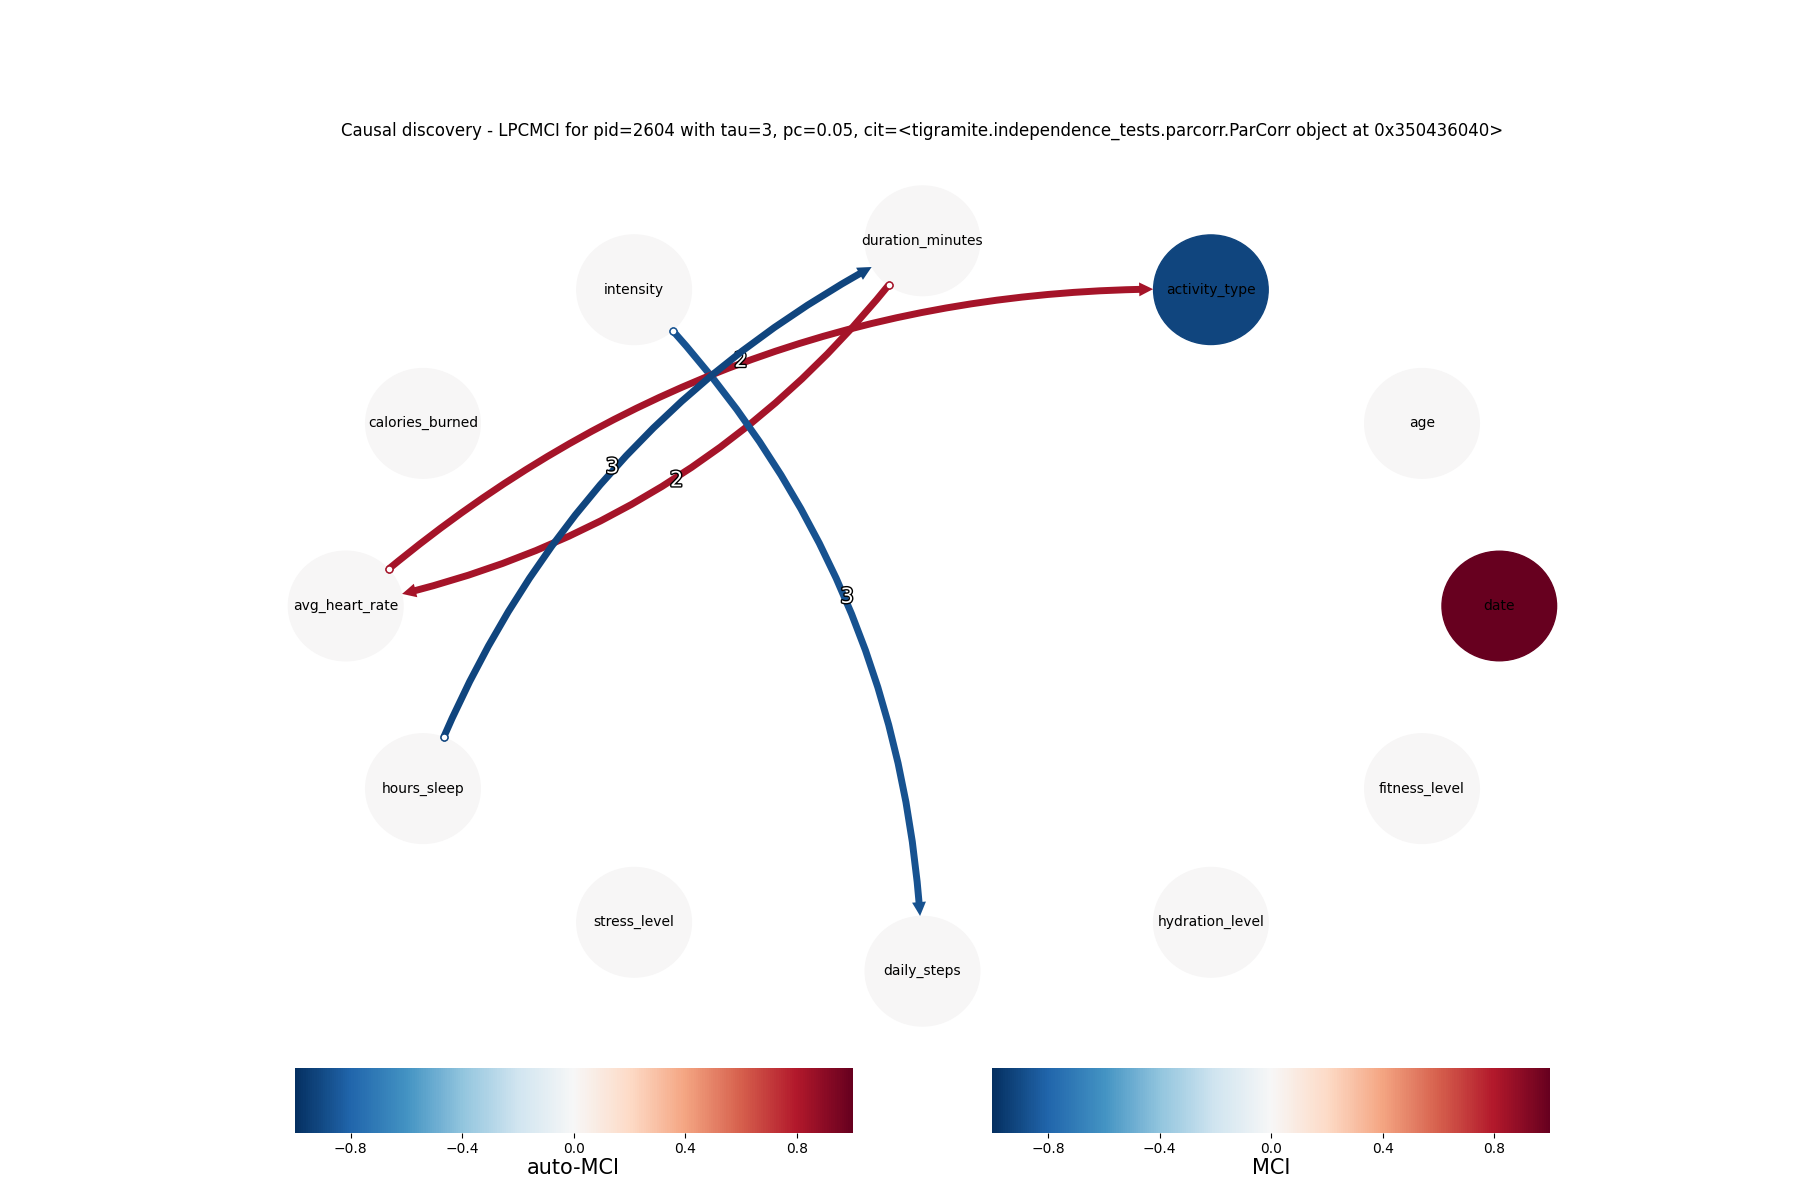 Causal discovery - LPCMCI for pid=2604 with tau=3, pc=0.05, cit=<tigramite.independence_tests.parcorr.ParCorr object at 0x350436040>
duration_minutes
intensity
activity_type
2
calories_burned
age
3
2
3
avg_heart_rate
date
hours_sleep
fitness_level
stress_level
hydration_level
daily_steps
−0.8 −0.4 0.0 0.4 0.8
auto-MCI
−0.8 −0.4 0.0 0.4 0.8
MCI